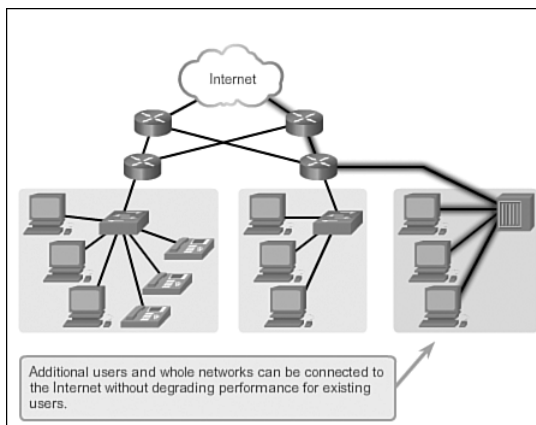 Internet
Additional users and whole networks can be connected to
the Internet without degrading performance for existing
users.